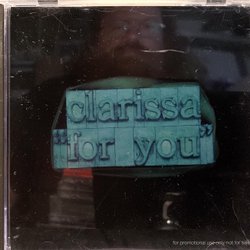 clarissa
"for you"
for promotional use only not for sale